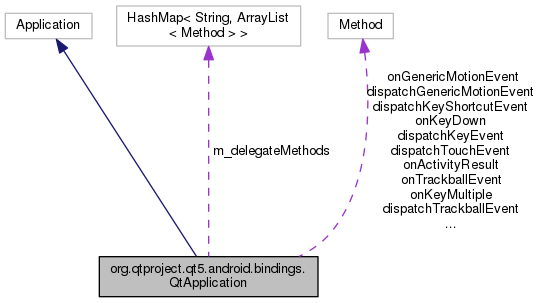 Application
HashMap< String, ArrayList
< Method > >
Method
m_delegateMethods
onGenericMotionEvent
dispatchGenericMotionEvent
dispatchKeyShortcutEvent
onKeyDown
dispatchKeyEvent
dispatchTouchEvent
onActivityResult
onTrackballEvent
onKeyMultiple
dispatchTrackballEvent
...
org.qtproject.qt5.android.bindings.
QtApplication